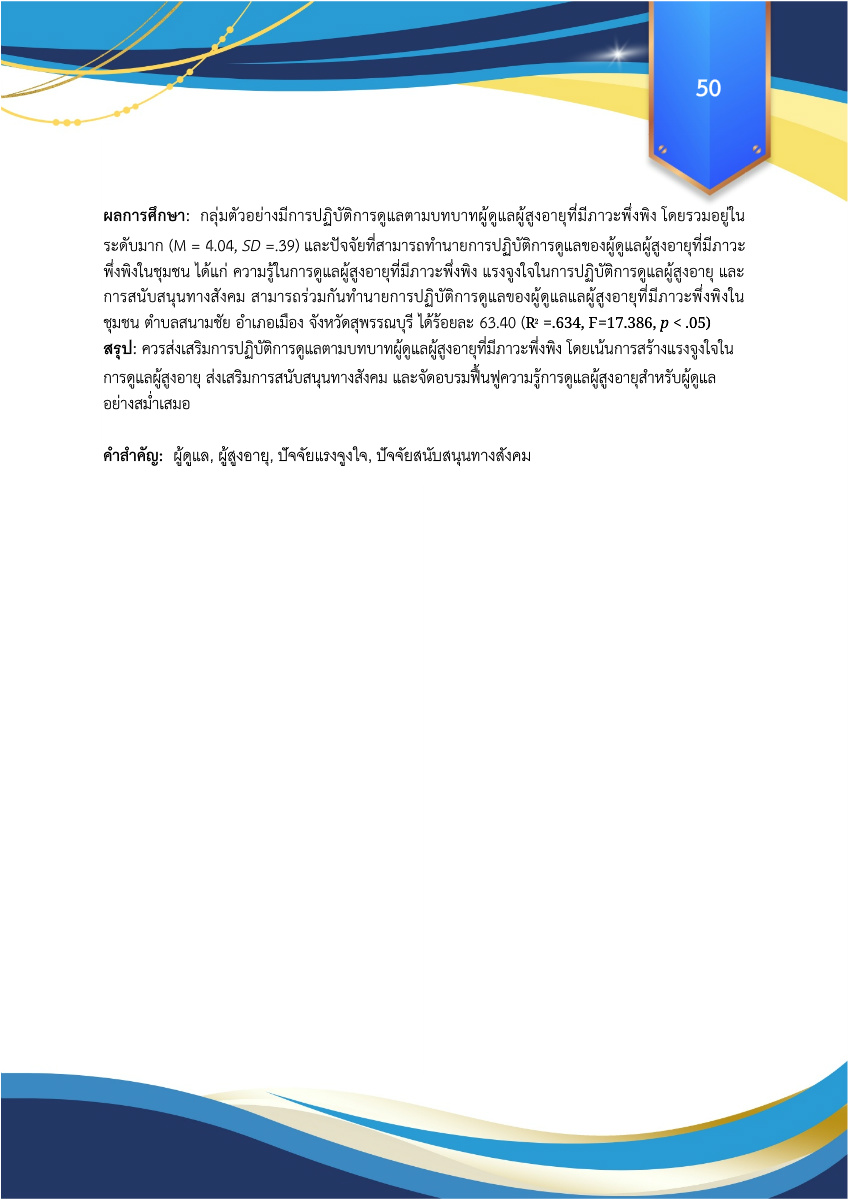 50
ผลการศึกษา: กลุ่มตัวอย่างมีการปฏิบัติการดูแลตามบทบาทผู้ดูแลผู้สูงอายุที่มีภาวะพึ่งพิง โดยรวมอยู่ใน
ระดับมาก (M = 4.04, SD =.39) และปัจจัยที่สามารถทำนายการปฏิบัติการดูแลของผู้ดูแลผู้สูงอายุที่มีภาวะ
พึ่งพิงในชุมชน ได้แก่ ความรู้ในการดูแลผู้สูงอายุที่มีภาวะพึ่งพิง แรงจูงใจในการปฏิบัติการดูแลผู้สูงอายุ และ
การสนับสนุนทางสังคม สามารถร่วมกันทำนายการปฏิบัติการดูแลของผู้ดูแลแลผู้สูงอายุที่มีภาวะพึ่งพิงใน
ชุมชน ตำบลสนามชัย อำเภอเมือง จังหวัดสุพรรณบุรี ได้ร้อยละ 63.40 (R² =.634, F=17.386, p < .05)
สรุป: ควรส่งเสริมการปฏิบัติการดูแลตามบทบาทผู้ดูแลผู้สูงอายุที่มีภาวะพึ่งพิง โดยเน้นการสร้างแรงจูงใจใน
การดูแลผู้สูงอายุ ส่งเสริมการสนับสนุนทางสังคม และจัดอบรมฟื้นฟูความรู้การดูแลผู้สูงอายุสำหรับผู้ดูแล
อย่างสม่ำเสมอ
คำสำคัญ: ผู้ดูแล, ผู้สูงอายุ, ปัจจัยแรงจูงใจ, ปัจจัยสนับสนุนทางสังคม